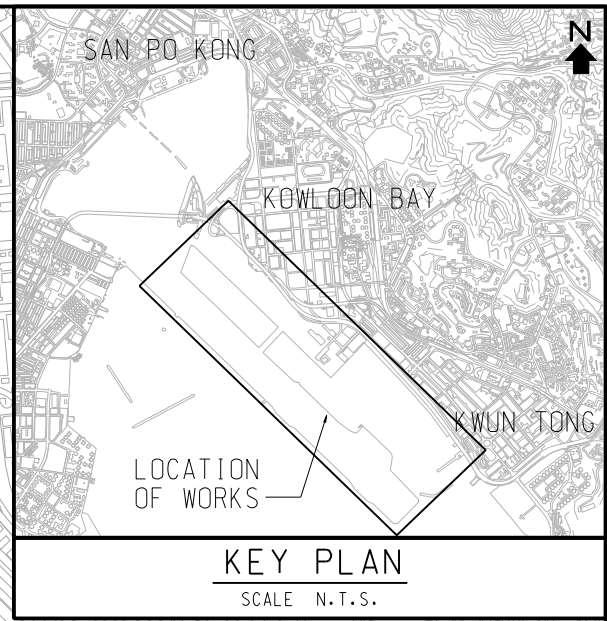 SAN PO KONG
N
KOWLOON BAY
KWUN TONG
LOCATION
OF WORKS
KEY PLAN
SCALE N.T.S.